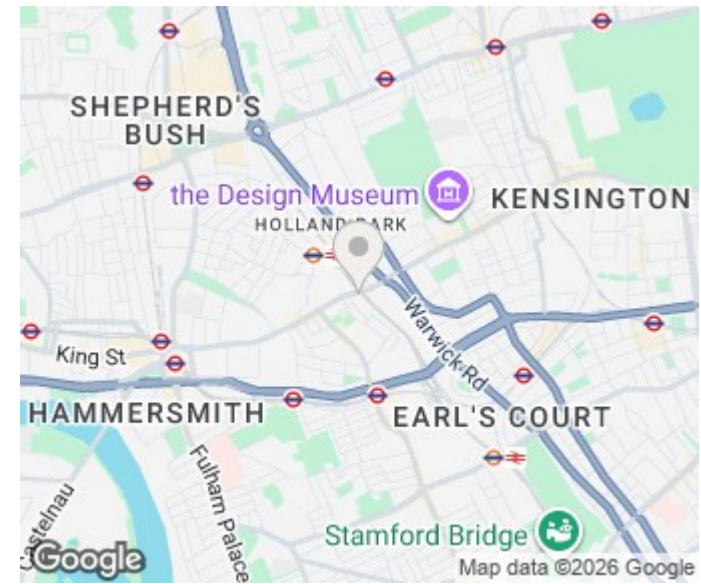 SHEPHERD'S
BUSH
the Design Museum
KENSINGTON
HOLLAND PARK
Warwick Rd
King St
HAMMERSMITH
EARL'S COURT
Fulham Palace
Stamford Bridge
Google
Map data ©2026 Google